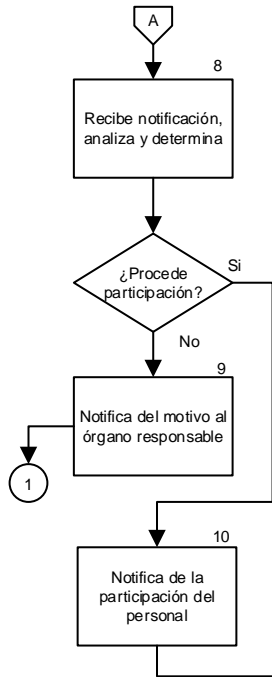 A
8
Recibe notificación,
analiza y determina
¿Procede
participación?
Si
No
9
Notifica del motivo al
órgano responsable
1
10
Notifica de la
participación del
personal